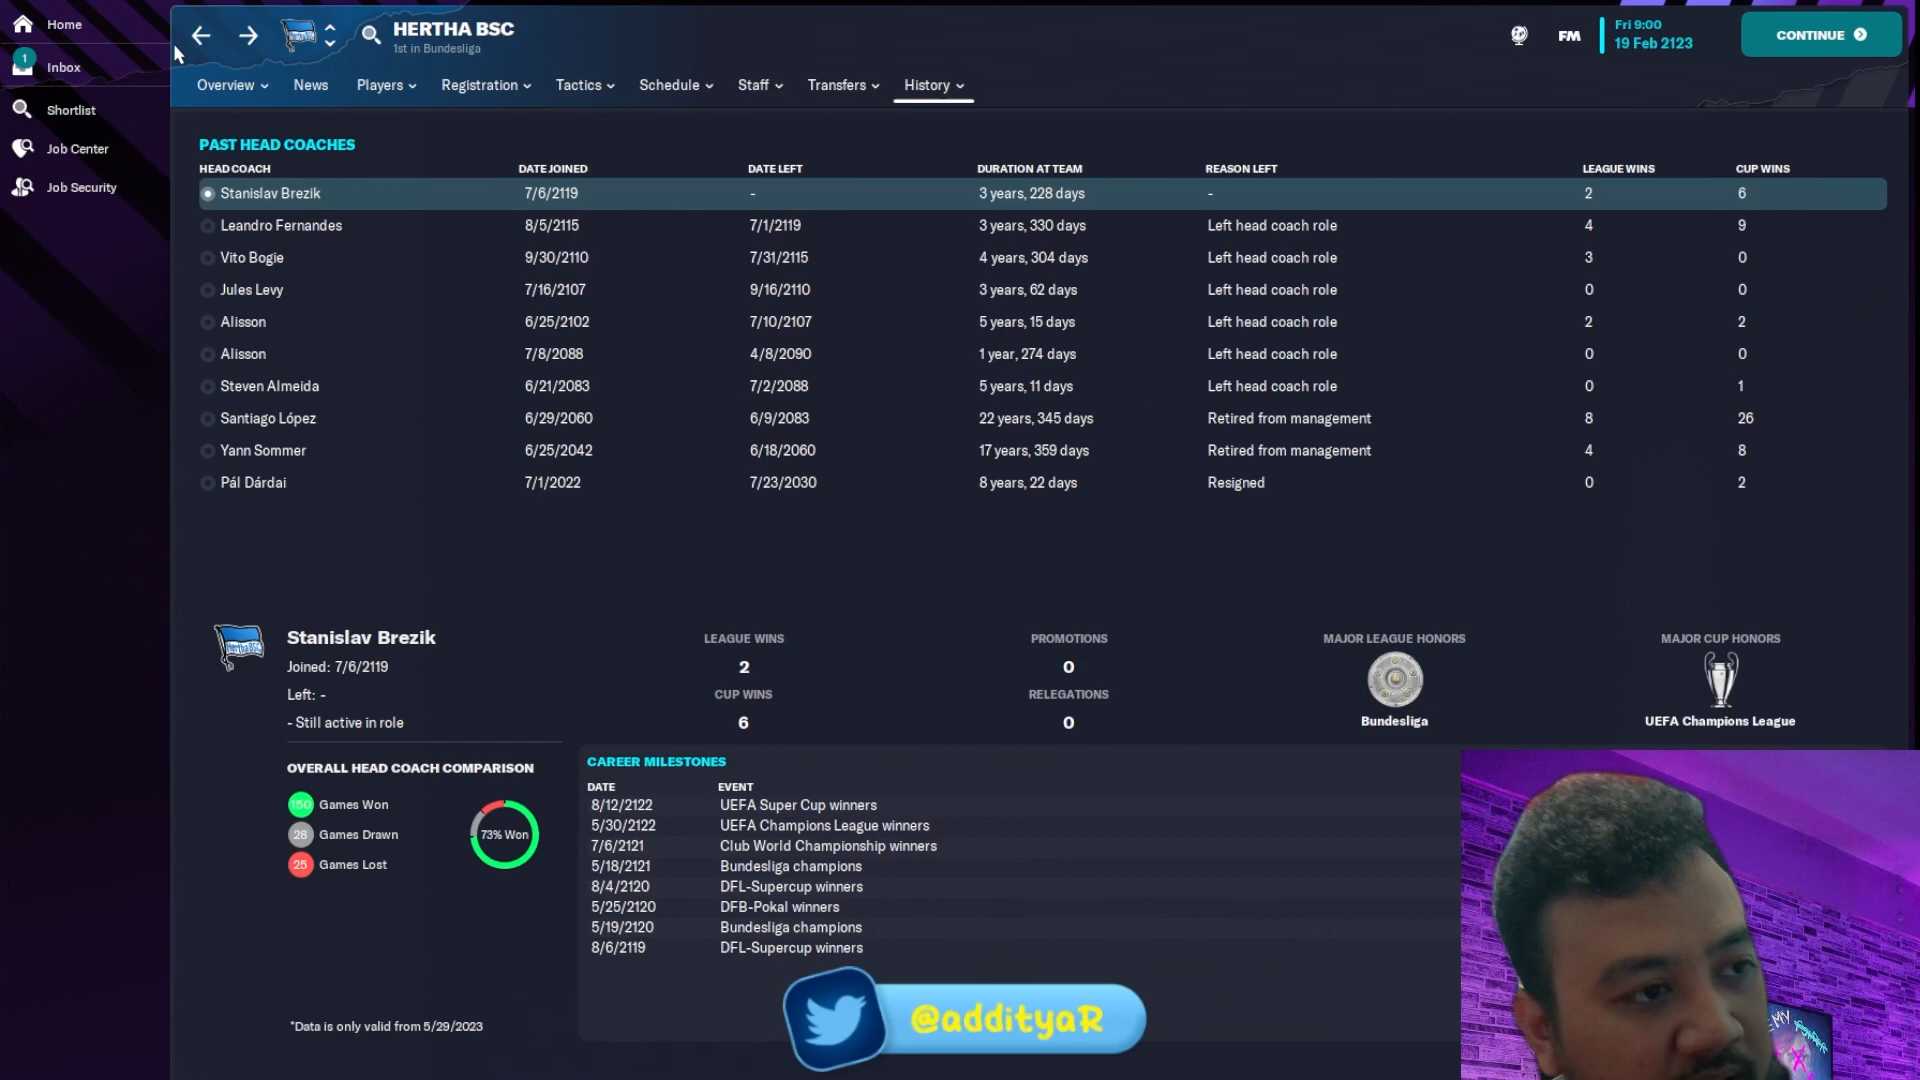 Home
HERTHA BSC
1st in Bundesliga
FM
Fri 9:00
19 Feb 2123
CONTINUE
1
Inbox
Overview News Players Registration Tactics Schedule Staff Transfers History
Shortlist
Job Center
Job Security
PAST HEAD COACHES
HEAD COACH DATE JOINED DATE LEFT DURATION AT TEAM REASON LEFT LEAGUE WINS CUP WINS
Stanislav Brezik 7/6/2119 - 3 years, 228 days - 2 6
Leandro Fernandes 8/5/2115 7/1/2119 3 years, 330 days Left head coach role 4 9
Vito Bogie 9/30/2110 7/31/2115 4 years, 304 days Left head coach role 3 0
Jules Levy 7/16/2107 9/16/2110 3 years, 62 days Left head coach role 0 0
Alisson 6/25/2102 7/10/2107 5 years, 15 days Left head coach role 2 2
Alisson 7/8/2088 4/8/2090 1 year, 274 days Left head coach role 0 0
Steven Almeida 6/21/2083 7/2/2088 5 years, 11 days Left head coach role 0 1
Santiago López 6/29/2060 6/9/2083 22 years, 345 days Retired from management 8 26
Yann Sommer 6/25/2042 6/18/2060 17 years, 359 days Retired from management 4 8
Pál Dárdai 7/1/2022 7/23/2030 8 years, 22 days Resigned 0 2
Stanislav Brezik
Joined: 7/6/2119
Left: -
- Still active in role
LEAGUE WINS
2
CUP WINS
6
PROMOTIONS
0
RELEGATIONS
0
MAJOR LEAGUE HONORS
Bundesliga
MAJOR CUP HONORS
UEFA Champions League
OVERALL HEAD COACH COMPARISON
150 Games Won
28 Games Drawn
25 Games Lost
73% Won
*Data is only valid from 5/29/2023
CAREER MILESTONES
DATE EVENT
8/12/2122 UEFA Super Cup winners
5/30/2122 UEFA Champions League winners
7/6/2121 Club World Championship winners
5/18/2121 Bundesliga champions
8/4/2120 DFL-Supercup winners
5/25/2120 DFB-Pokal winners
5/19/2120 Bundesliga champions
8/6/2119 DFL-Supercup winners
@addityaR